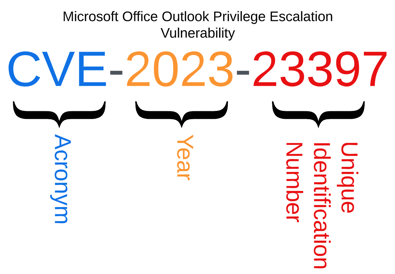 Microsoft Office Outlook Privilege Escalation
Vulnerability
CVE-2023-23397
Acronym
Year
Unique
Identification
Number